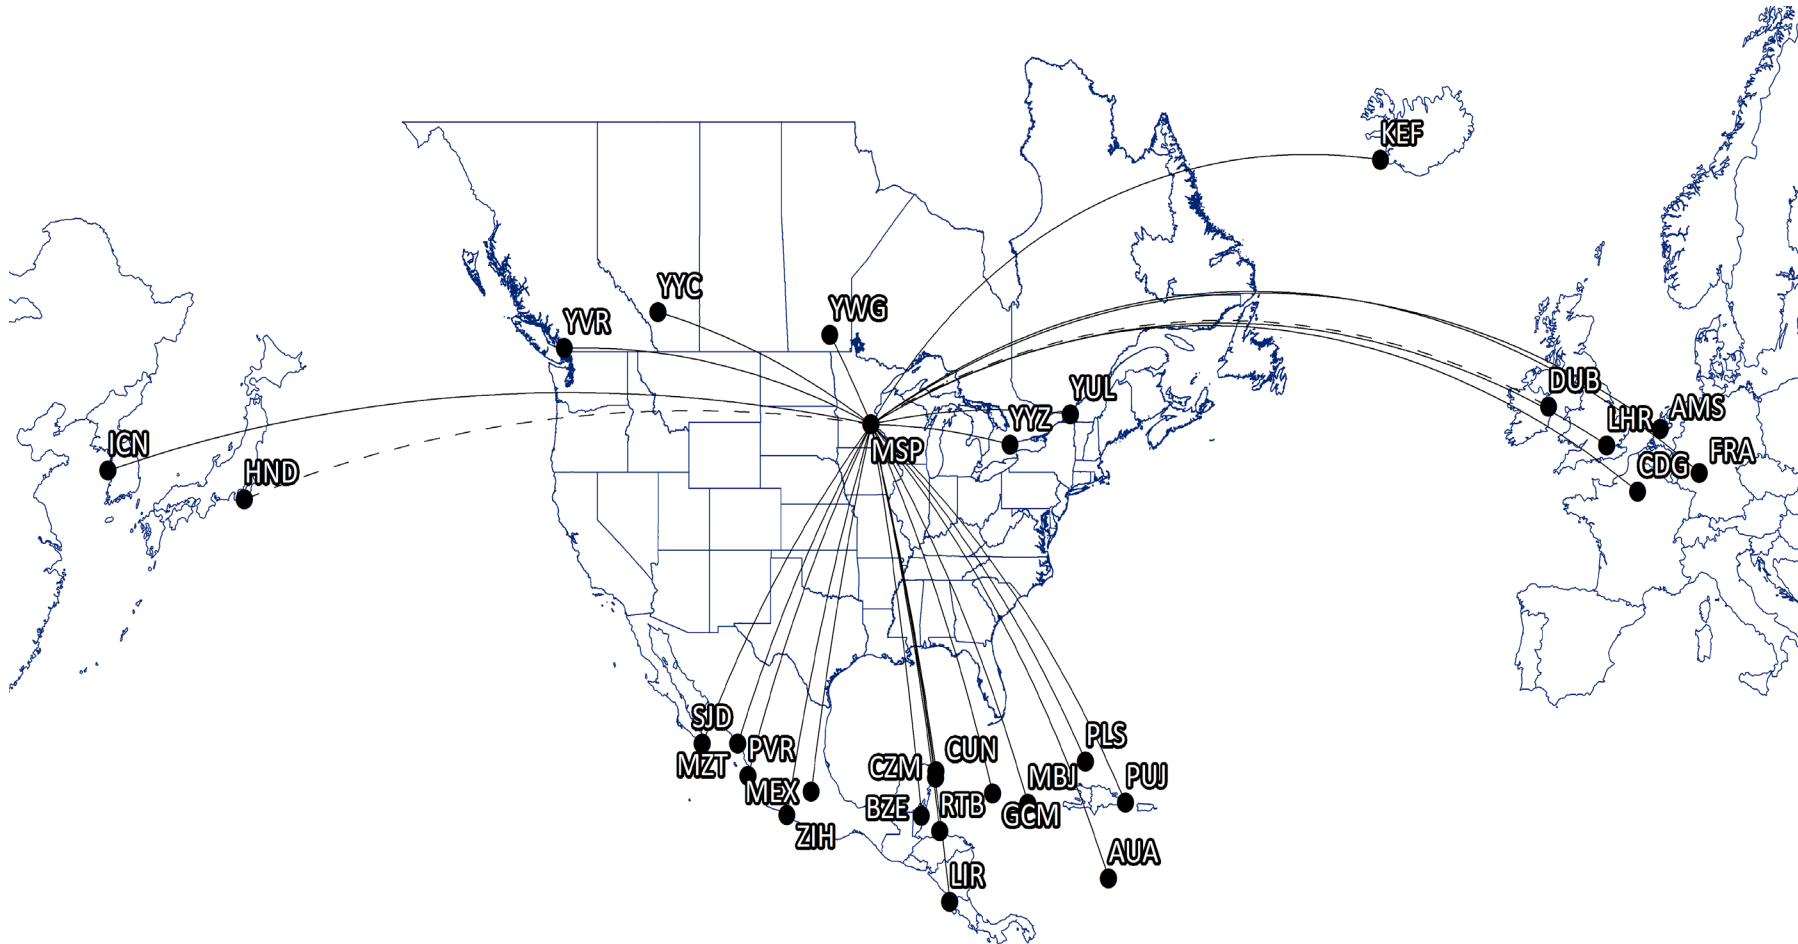 KEF
YYC
YWG
YVR
DUB
YUL
AMS
YYZ
LHR
ICN
MSP
FRA
CDG
HND
SJD
PLS
PVR
CUN
MZT
CZM
MBJ
PUJ
MEX
BZE
RTB
GCM
ZIH
AUA
LIR